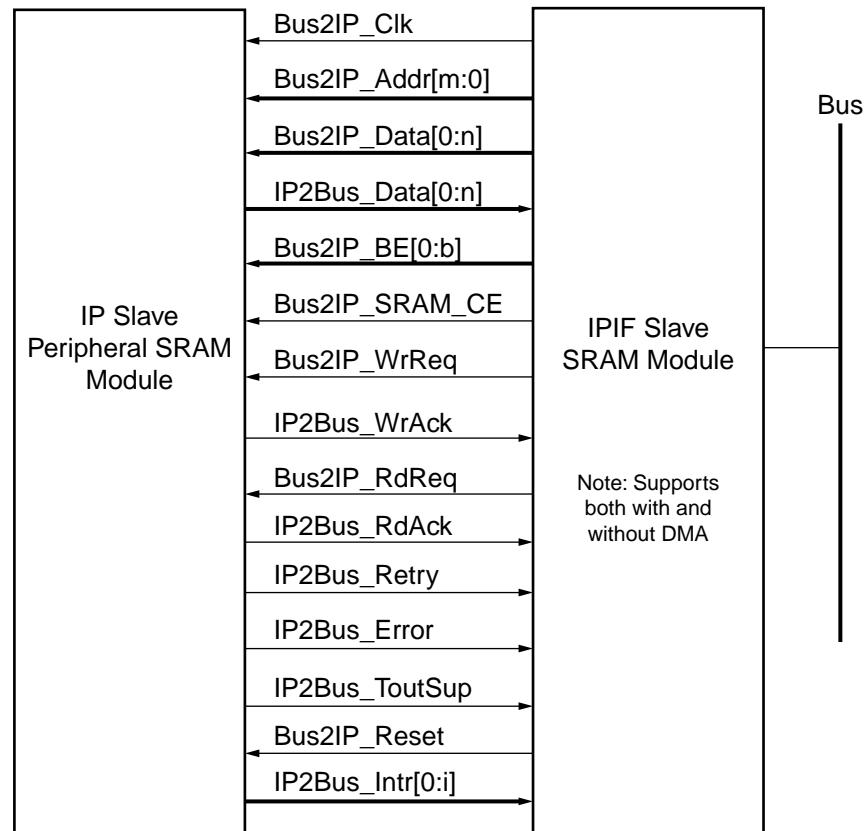 Bus2IP_Clk
Bus2IP_Addr[m:0]
Bus
Bus2IP_Data[0:n]
IP2Bus_Data[0:n]
Bus2IP_BE[0:b]
Bus2IP_SRAM_CE
IP Slave
Peripheral SRAM
Module
IPIF Slave
SRAM Module
Bus2IP_WrReq
IP2Bus_WrAck
Bus2IP_RdReq
Note: Supports
both with and
without DMA
IP2Bus_RdAck
IP2Bus_Retry
IP2Bus_Error
IP2Bus_ToutSup
Bus2IP_Reset
IP2Bus_Intr[0:i]